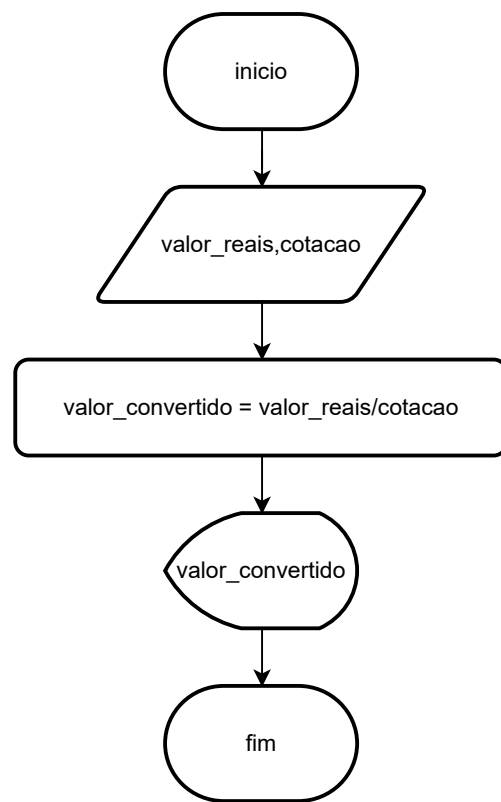 inicio
valor_reais,cotacao
valor_convertido = valor_reais/cotacao
valor_convertido
fim